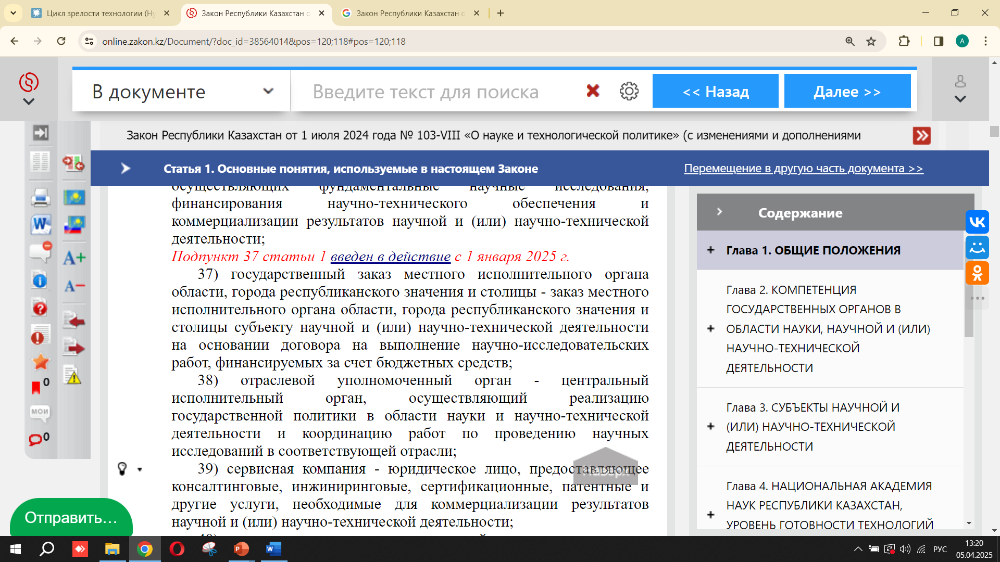 Цикл зрелости технологии (Ну
Закон Республики Казахстан о
Закон Республики Казахстан о
online.zakon.kz/Document/?doc_id=38564014&pos=120;118#pos=120;118
A
В документе
Введите текст для поиска
<< Назад
Далее >>
Закон Республики Казахстан от 1 июля 2024 года № 103-VIII «О науке и технологической политике» (с изменениями и дополнениями
Статья 1. Основные понятия, используемые в настоящем Законе
Перемещение в другую часть документа >>
осуществляющих фундаментальные научные исследования,
финансирования научно-технического обеспечения и
коммерциализации результатов научной и (или) научно-технической
деятельности;
Подпункт 37 статьи 1 введен в действие с 1 января 2025 г.
37) государственный заказ местного исполнительного органа
области, города республиканского значения и столицы - заказ местного
исполнительного органа области, города республиканского значения и
столицы субъекту научной и (или) научно-технической деятельности
на основании договора на выполнение научно-исследовательских
работ, финансируемых за счет бюджетных средств;
38) отраслевой уполномоченный орган - центральный
исполнительный орган, осуществляющий реализацию
государственной политики в области науки и научно-технической
деятельности и координацию работ по проведению научных
исследований в соответствующей отрасли;
39) сервисная компания - юридическое лицо, предоставляющее
консалтинговые, инжиниринговые, сертификационные, патентные и
другие услуги, необходимые для коммерциализации результатов
научной и (или) научно-технической деятельности;
Наверх
Содержание
Глава 1. ОБЩИЕ ПОЛОЖЕНИЯ
Глава 2. КОМПЕТЕНЦИЯ
ГОСУДАРСТВЕННЫХ ОРГАНОВ В
ОБЛАСТИ НАУКИ, НАУЧНОЙ И (ИЛИ)
НАУЧНО-ТЕХНИЧЕСКОЙ
ДЕЯТЕЛЬНОСТИ
Глава 3. СУБЪЕКТЫ НАУЧНОЙ И
(ИЛИ) НАУЧНО-ТЕХНИЧЕСКОЙ
ДЕЯТЕЛЬНОСТИ
Глава 4. НАЦИОНАЛЬНАЯ АКАДЕМИЯ
НАУК РЕСПУБЛИКИ КАЗАХСТАН,
УРОВЕНЬ ГОТОВНОСТИ ТЕХНОЛОГИЙ
A+
A−
0
МОИ
0
Отправить...
РУС
13:20
05.04.2025